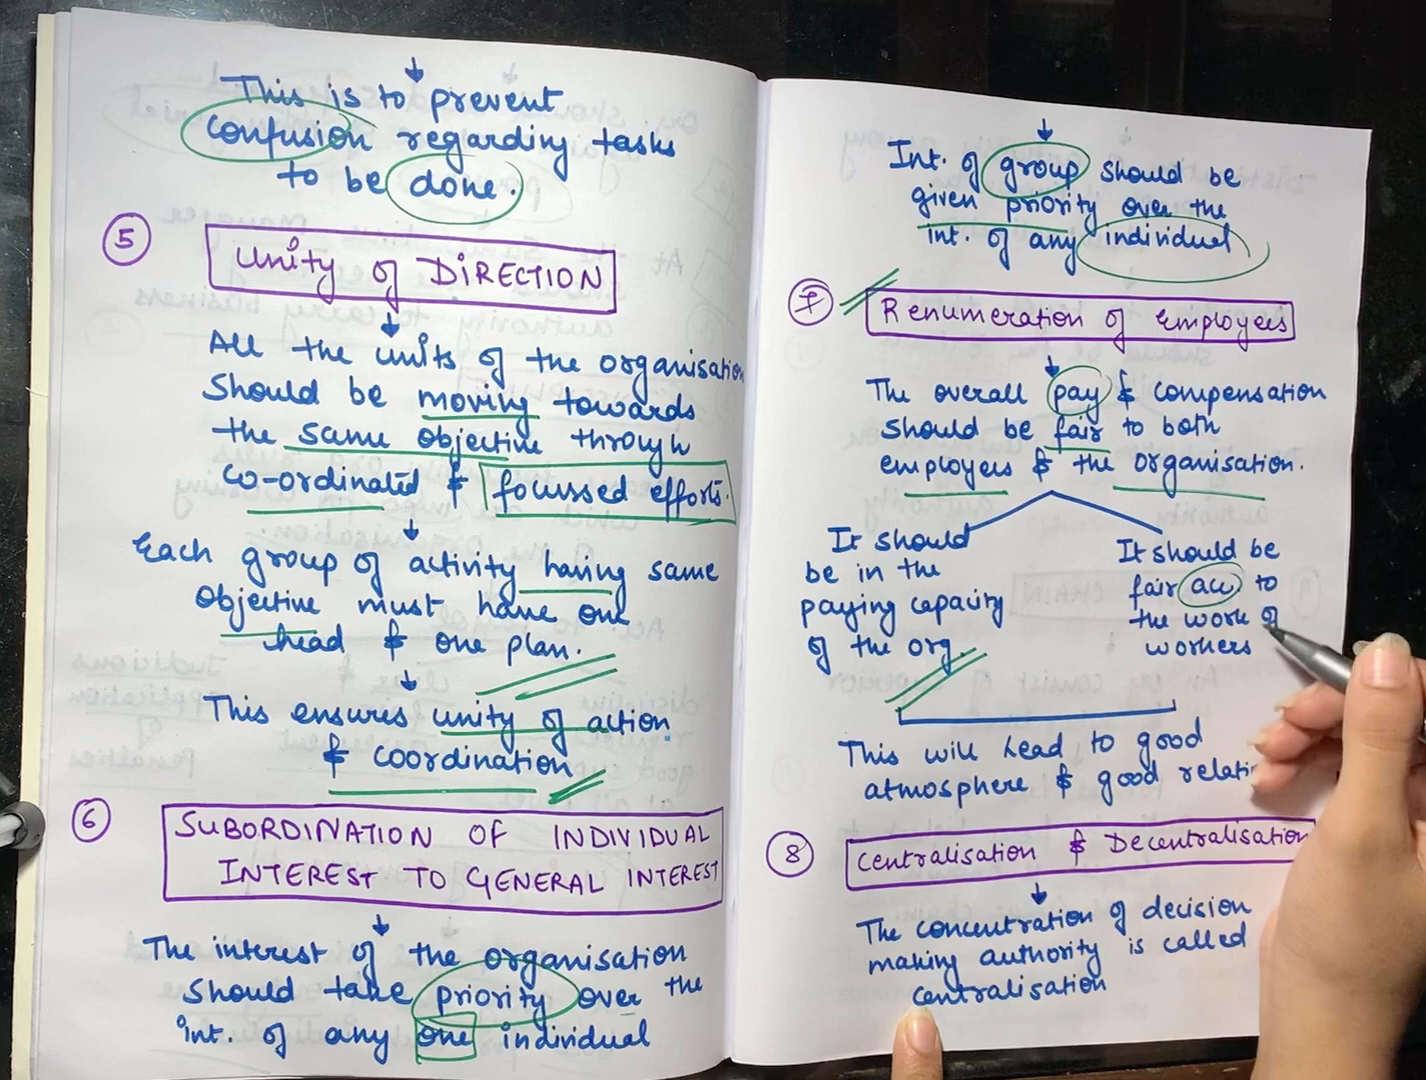 This is to prevent
confusion regarding tasks
to be done.
5 Unity of DIRECTION
All the units of the organisation
should be moving towards
the same objective through
co-ordinated & focussed efforts.
Each group of activity having same
objective must have one
head & one plan.
This ensures unity of action
& coordination
6 SUBORDINATION OF INDIVIDUAL
INTEREST TO GENERAL INTEREST
The interest of the organisation
should take priority over the
int. of any one individual
Int. of group should be
given priority over the
int. of any individual
7 Renumeration of employees
The overall pay & compensation
should be fair to both
employees & the organisation.
It should
be in the
paying capacity
of the org.
It should be
fair acc. to
the work of
workers
This will lead to good
atmosphere & good relati
8 Centralisation & Decentralisation
The concentration of decision
making authority is called
centralisation